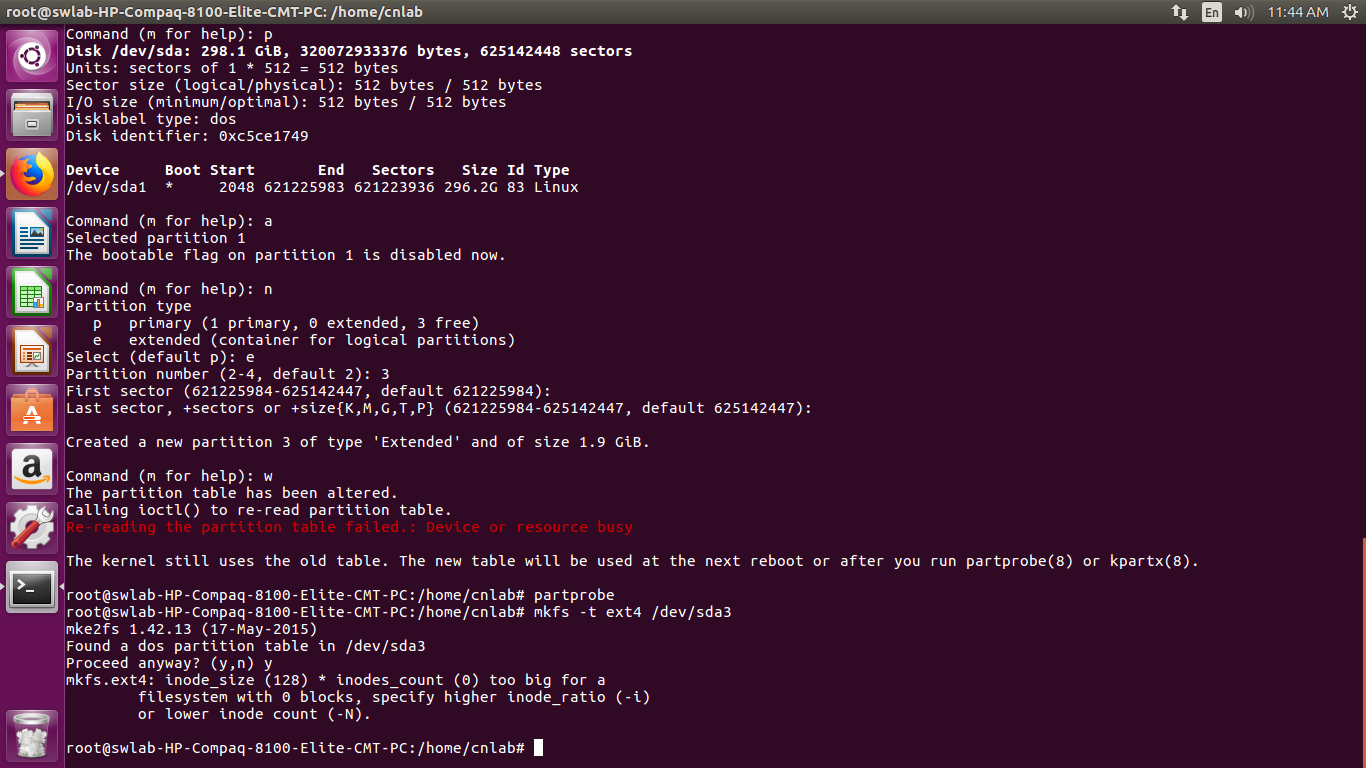 root@swlab-HP-Compaq-8100-Elite-CMT-PC: /home/cnlab
En
11:44 AM
Command (m for help): p
Disk /dev/sda: 298.1 GiB, 320072933376 bytes, 625142448 sectors
Units: sectors of 1 * 512 = 512 bytes
Sector size (logical/physical): 512 bytes / 512 bytes
I/O size (minimum/optimal): 512 bytes / 512 bytes
Disklabel type: dos
Disk identifier: 0xc5ce1749
Device     Boot Start       End   Sectors   Size Id Type
/dev/sda1  *     2048 621225983 621223936 296.2G 83 Linux
Command (m for help): a
Selected partition 1
The bootable flag on partition 1 is disabled now.
Command (m for help): n
Partition type
   p   primary (1 primary, 0 extended, 3 free)
   e   extended (container for logical partitions)
Select (default p): e
Partition number (2-4, default 2): 3
First sector (621225984-625142447, default 621225984):
Last sector, +sectors or +size{K,M,G,T,P} (621225984-625142447, default 625142447):
Created a new partition 3 of type 'Extended' and of size 1.9 GiB.
Command (m for help): w
The partition table has been altered.
Calling ioctl() to re-read partition table.
Re-reading the partition table failed.: Device or resource busy
The kernel still uses the old table. The new table will be used at the next reboot or after you run partprobe(8) or kpartx(8).
root@swlab-HP-Compaq-8100-Elite-CMT-PC:/home/cnlab# partprobe
root@swlab-HP-Compaq-8100-Elite-CMT-PC:/home/cnlab# mkfs -t ext4 /dev/sda3
mke2fs 1.42.13 (17-May-2015)
Found a dos partition table in /dev/sda3
Proceed anyway? (y,n) y
mkfs.ext4: inode_size (128) * inodes_count (0) too big for a
        filesystem with 0 blocks, specify higher inode_ratio (-i)
        or lower inode count (-N).
root@swlab-HP-Compaq-8100-Elite-CMT-PC:/home/cnlab#